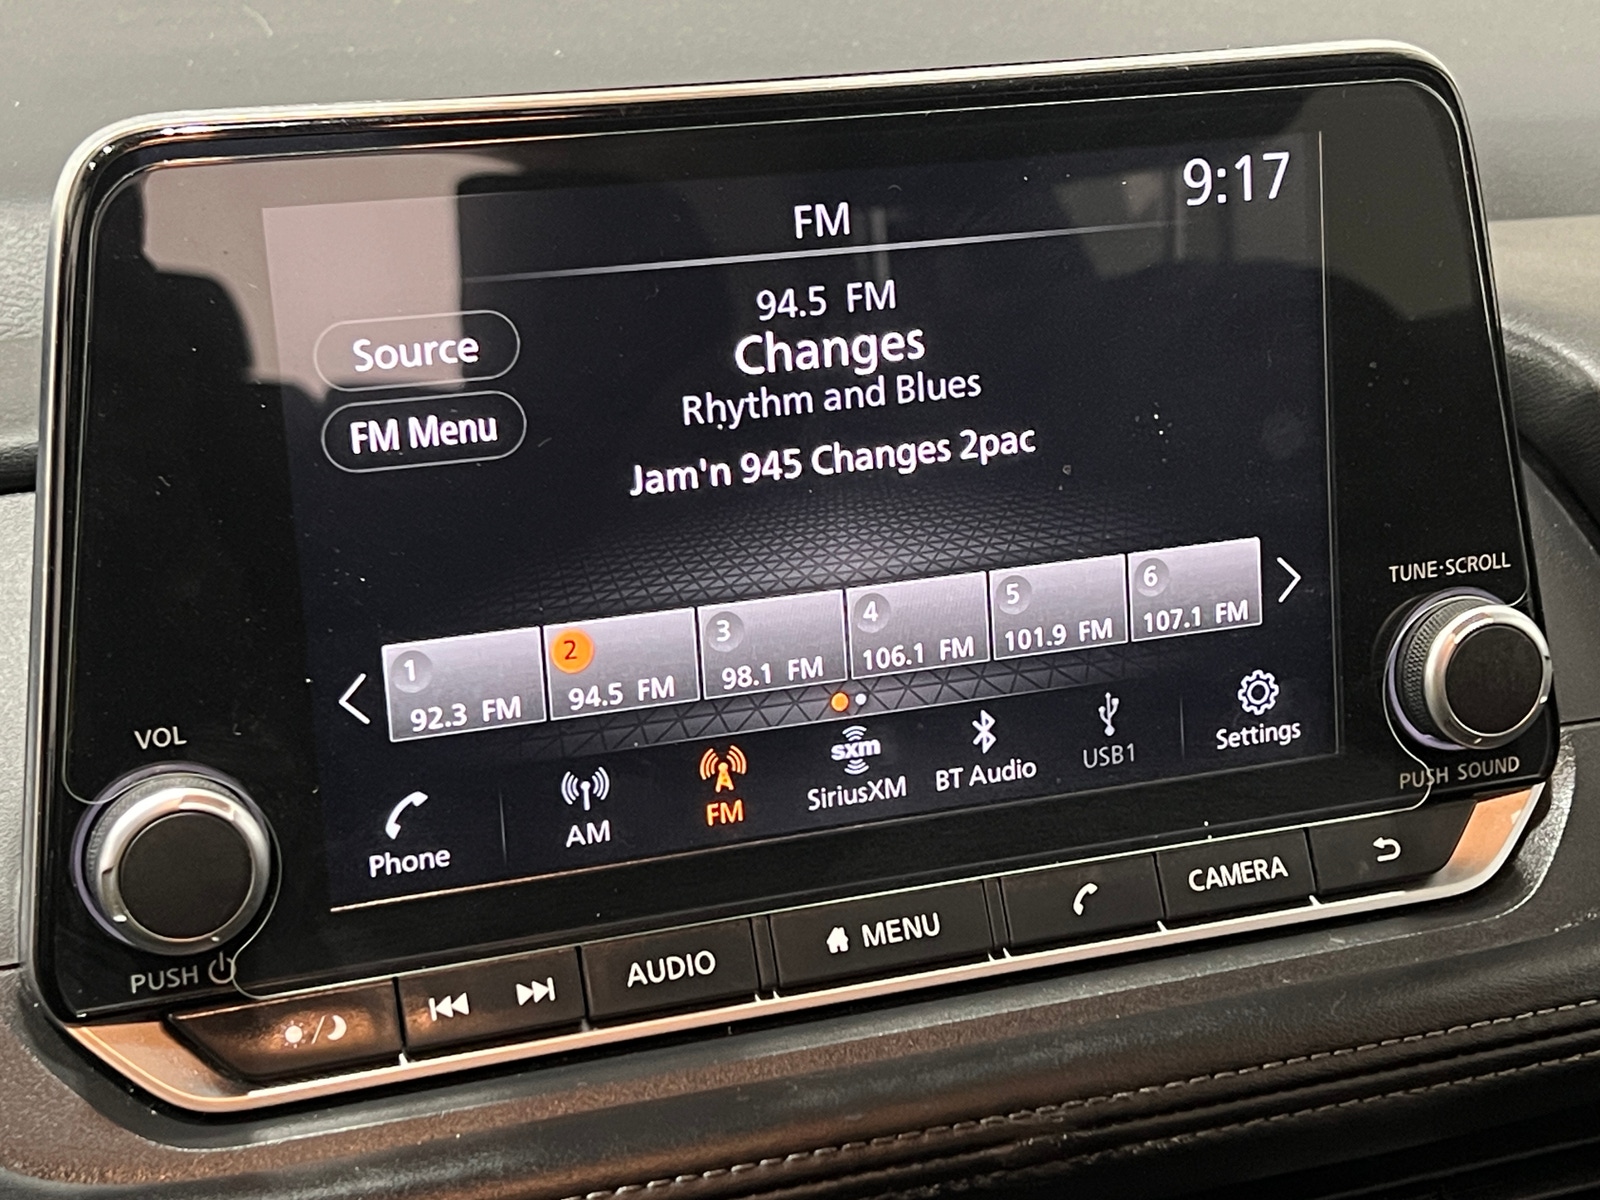 9:17
FM
94.5 FM
Changes
Rhythm and Blues
Jam'n 945 Changes 2pac
Source
FM Menu
1
92.3 FM
2
94.5 FM
3
98.1 FM
4
106.1 FM
5
101.9 FM
6
107.1 FM
Phone
AM
FM
sxm
SiriusXM
BT Audio
USB1
Settings
VOL
PUSH
TUNE·SCROLL
PUSH SOUND
AUDIO
MENU
CAMERA